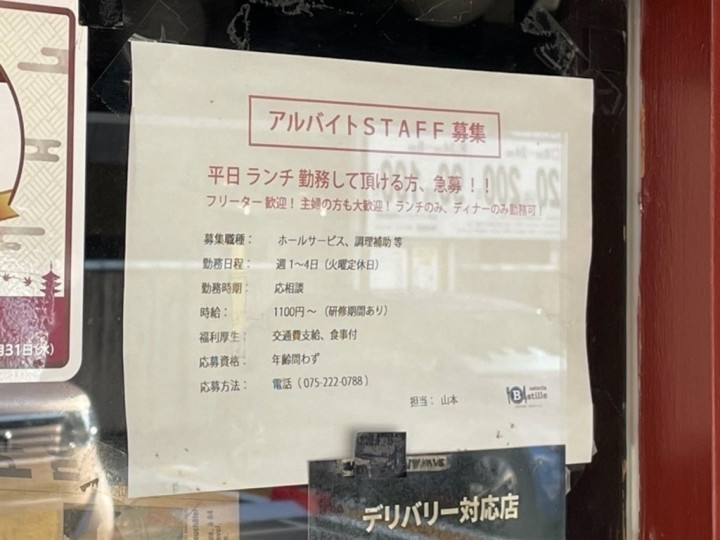 アルバイトSTAFF 募集
平日 ランチ 勤務して頂ける方、急募！！
フリーター 歓迎！ 主婦の方も大歓迎！ ランチのみ、ディナーのみ勤務可！
募集職種： ホールサービス、調理補助 等
勤務日程： 週 1～4日（火曜定休日）
勤務時期： 応相談
時給： 1100円 ～ （研修期間あり）
福利厚生： 交通費支給、食事付
応募資格： 年齢問わず
応募方法： 電話（ 075-222-0788 ）
担当： 山本
Bstille
月31日(水)
デリバリー対応店